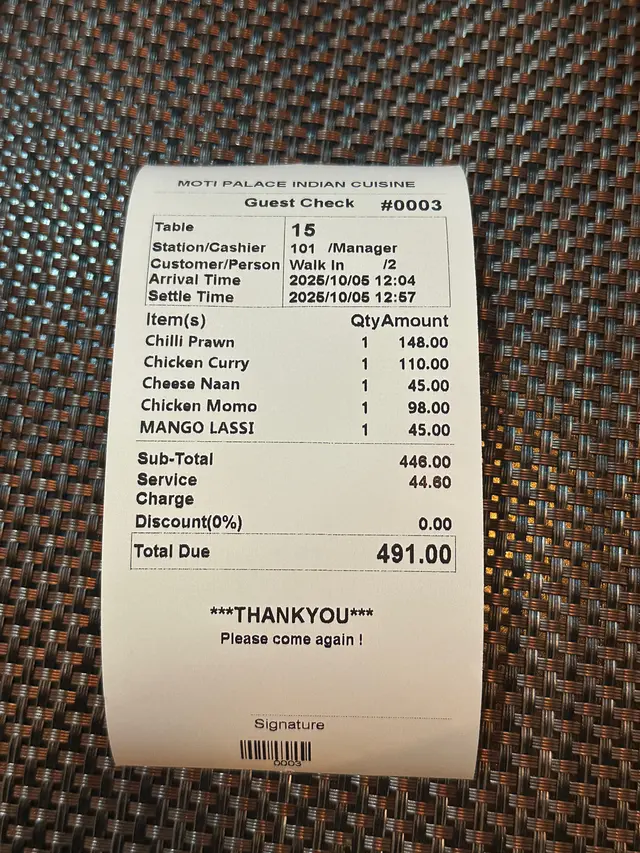 MOTI PALACE INDIAN CUISINE
Guest Check #0003
Table 15
Station/Cashier 101 /Manager
Customer/Person Walk In /2
Arrival Time 2025/10/05 12:04
Settle Time 2025/10/05 12:57
Item(s) Qty Amount
Chilli Prawn 1 148.00
Chicken Curry 1 110.00
Cheese Naan 1 45.00
Chicken Momo 1 98.00
MANGO LASSI 1 45.00
Sub-Total 446.00
Service 44.60
Charge
Discount(0%) 0.00
Total Due 491.00
***THANKYOU***
Please come again !
Signature
0003